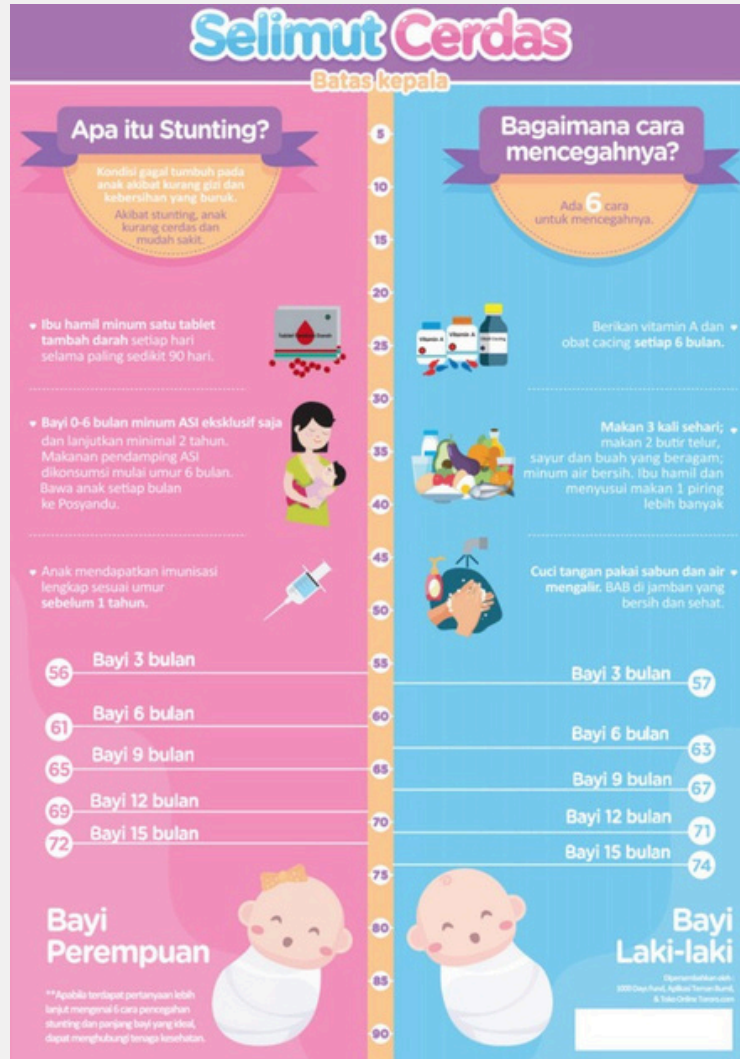 Selimut Cerdas
Batas kepala
Apa itu Stunting?
Kondisi gagal tumbuh pada
anak akibat kurang gizi dan
kebersihan yang buruk.
Akibat stunting, anak
kurang cerdas dan
mudah sakit.
Ibu hamil minum satu tablet
tambah darah setiap hari
selama paling sedikit 90 hari.
Bayi 0-6 bulan minum ASI eksklusif saja
dan lanjutkan minimal 2 tahun.
Makanan pendamping ASI
dikonsumsi mulai umur 6 bulan.
Bawa anak setiap bulan
ke Posyandu.
Anak mendapatkan imunisasi
lengkap sesuai umur
sebelum 1 tahun.
Bagaimana cara
mencegahnya?
Ada 6 cara
untuk mencegahnya.
Vitamin A
Vitamin A
Berikan vitamin A dan
obat cacing setiap 6 bulan.
Makan 3 kali sehari;
makan 2 butir telur,
sayur dan buah yang beragam;
minum air bersih. Ibu hamil dan
menyusui makan 1 piring
lebih banyak
Cuci tangan pakai sabun dan air
mengalir. BAB di jamban yang
bersih dan sehat.
5
10
15
20
25
30
35
40
45
50
55
60
65
70
75
80
85
90
56 Bayi 3 bulan
61 Bayi 6 bulan
65 Bayi 9 bulan
69 Bayi 12 bulan
72 Bayi 15 bulan
Bayi 3 bulan 57
Bayi 6 bulan 63
Bayi 9 bulan 67
Bayi 12 bulan 71
Bayi 15 bulan 74
Bayi
Perempuan
**Apabila terdapat pertanyaan lebih
lanjut mengenai 6 cara pencegahan
stunting dan panjang bayi yang ideal,
dapat menghubungi tenaga kesehatan.
Bayi
Laki-laki
Dipersembahkan oleh :
1000 Days Fund, Aplikasi Teman Bumil,